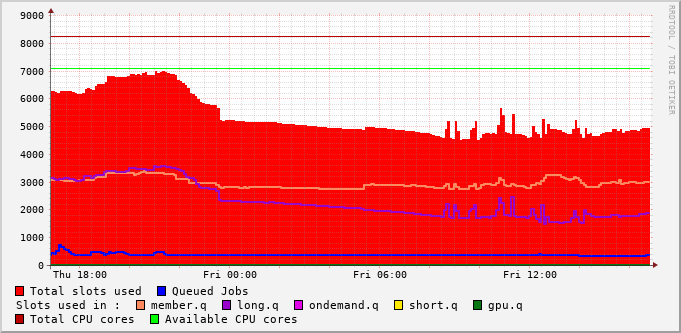 9000
8000
7000
6000
5000
4000
3000
2000
1000
0
Thu 18:00 Fri 00:00 Fri 06:00 Fri 12:00
RRDTOOL / TOBI OETIKER
Total slots used Queued Jobs
Slots used in : member.q long.q ondemand.q short.q gpu.q
Total CPU cores Available CPU cores